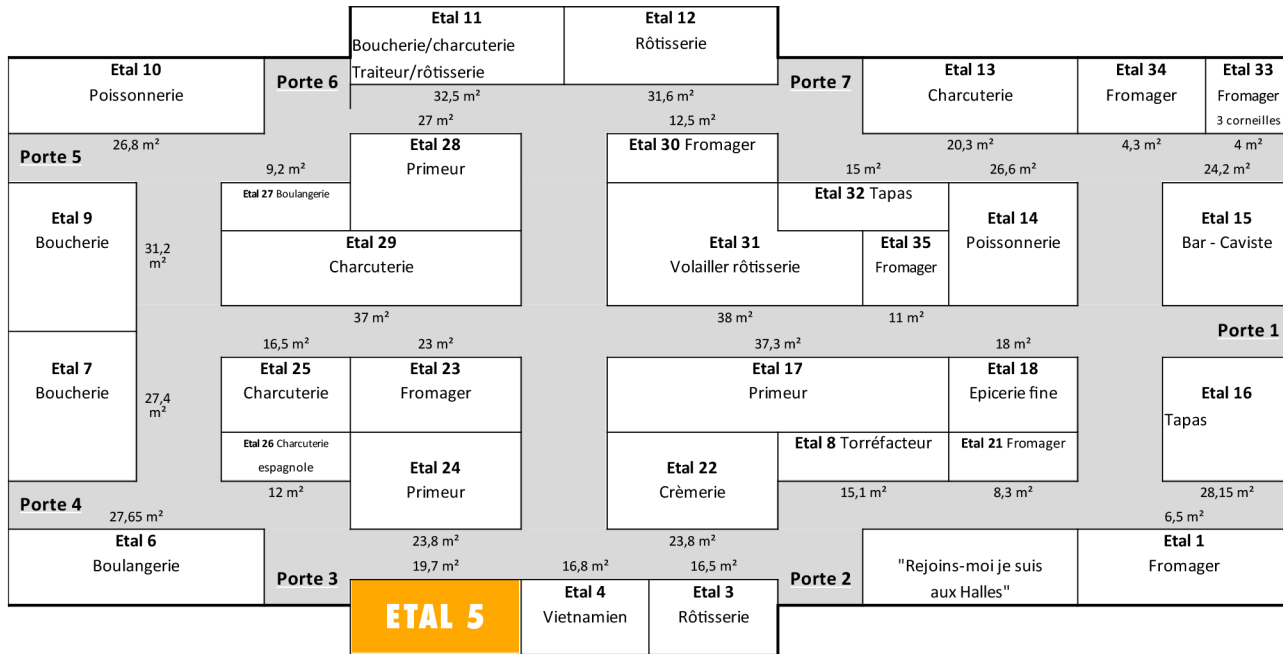 Etal 11
Boucherie/charcuterie
Traiteur/rôtisserie
Etal 12
Rôtisserie
Etal 10
Poissonnerie
Porte 6
Porte 7
Etal 13
Charcuterie
Etal 34
Fromager
Etal 33
Fromager
3 corneilles
32,5 m²
31,6 m²
27 m²
12,5 m²
26,8 m²
20,3 m²
4,3 m²
4 m²
Porte 5
9,2 m²
Etal 28
Primeur
Etal 30 Fromager
15 m²
26,6 m²
24,2 m²
Etal 27 Boulangerie
Etal 32 Tapas
Etal 9
Boucherie
31,2
m²
Etal 29
Charcuterie
Etal 31
Volailler rôtisserie
Etal 35
Fromager
Etal 14
Poissonnerie
Etal 15
Bar - Caviste
37 m²
38 m²
11 m²
Porte 1
16,5 m²
23 m²
37,3 m²
18 m²
Etal 7
Boucherie
27,4
m²
Etal 25
Charcuterie
Etal 23
Fromager
Etal 17
Primeur
Etal 18
Epicerie fine
Etal 16
Tapas
Etal 26 Charcuterie
espagnole
Etal 24
Primeur
Etal 22
Crèmerie
Etal 8 Torréfacteur
Etal 21 Fromager
12 m²
15,1 m²
8,3 m²
28,15 m²
Porte 4
27,65 m²
6,5 m²
Etal 6
Boulangerie
23,8 m²
23,8 m²
Etal 1
Fromager
Porte 3
19,7 m²
16,8 m²
16,5 m²
Porte 2
"Rejoins-moi je suis
aux Halles"
ETAL 5
Etal 4
Vietnamien
Etal 3
Rôtisserie